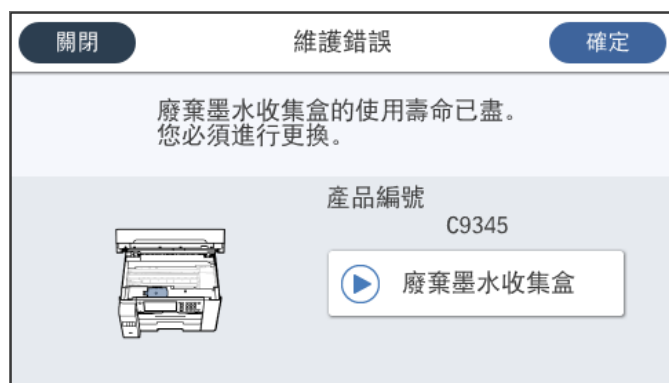 關閉
維護錯誤
確定
廢棄墨水收集盒的使用壽命已盡。
您必須進行更換。
產品編號
C9345
廢棄墨水收集盒